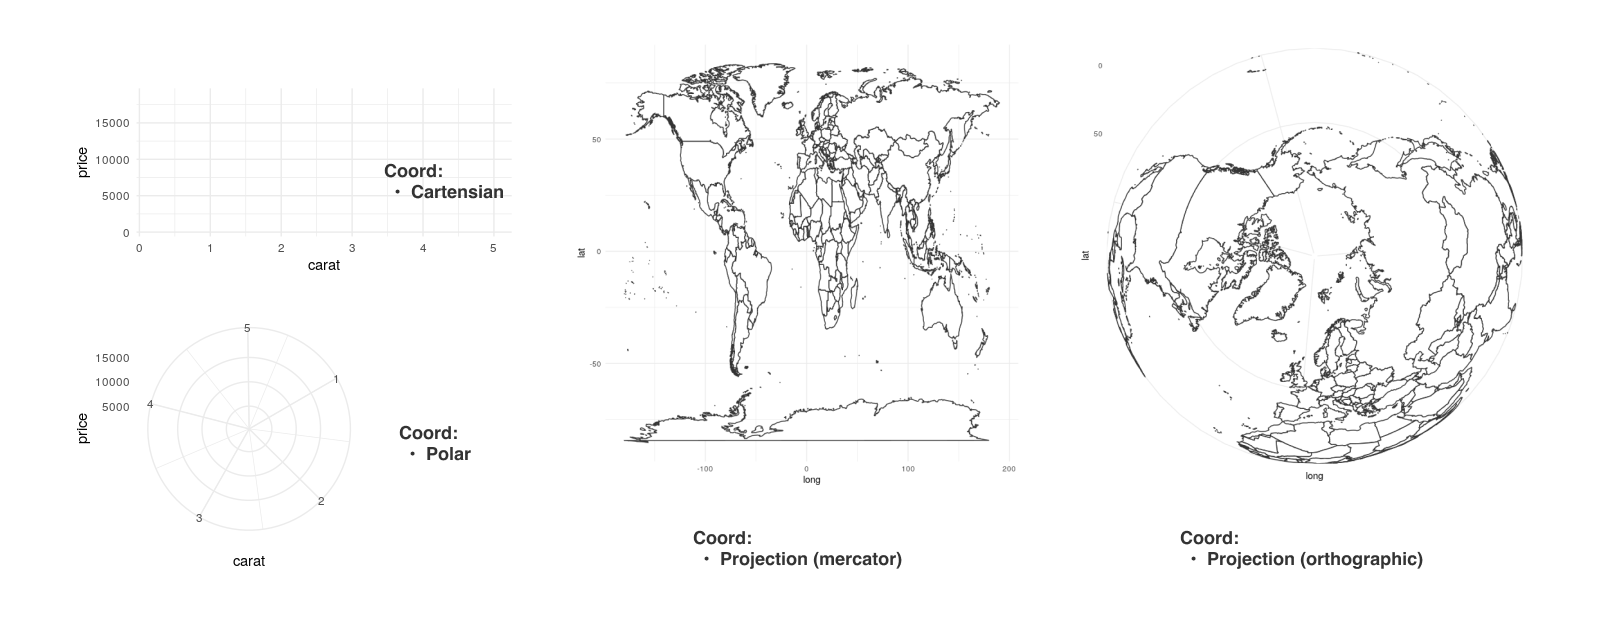 15000
10000
5000
0
price
0 1 2 3 4 5
carat
Coord:
• Cartensian
5
1
2
3
4
15000
10000
5000
price
carat
Coord:
• Polar
50
0
-50
lat
-100 0 100 200
long
Coord:
• Projection (mercator)
0
50
lat
long
Coord:
• Projection (orthographic)